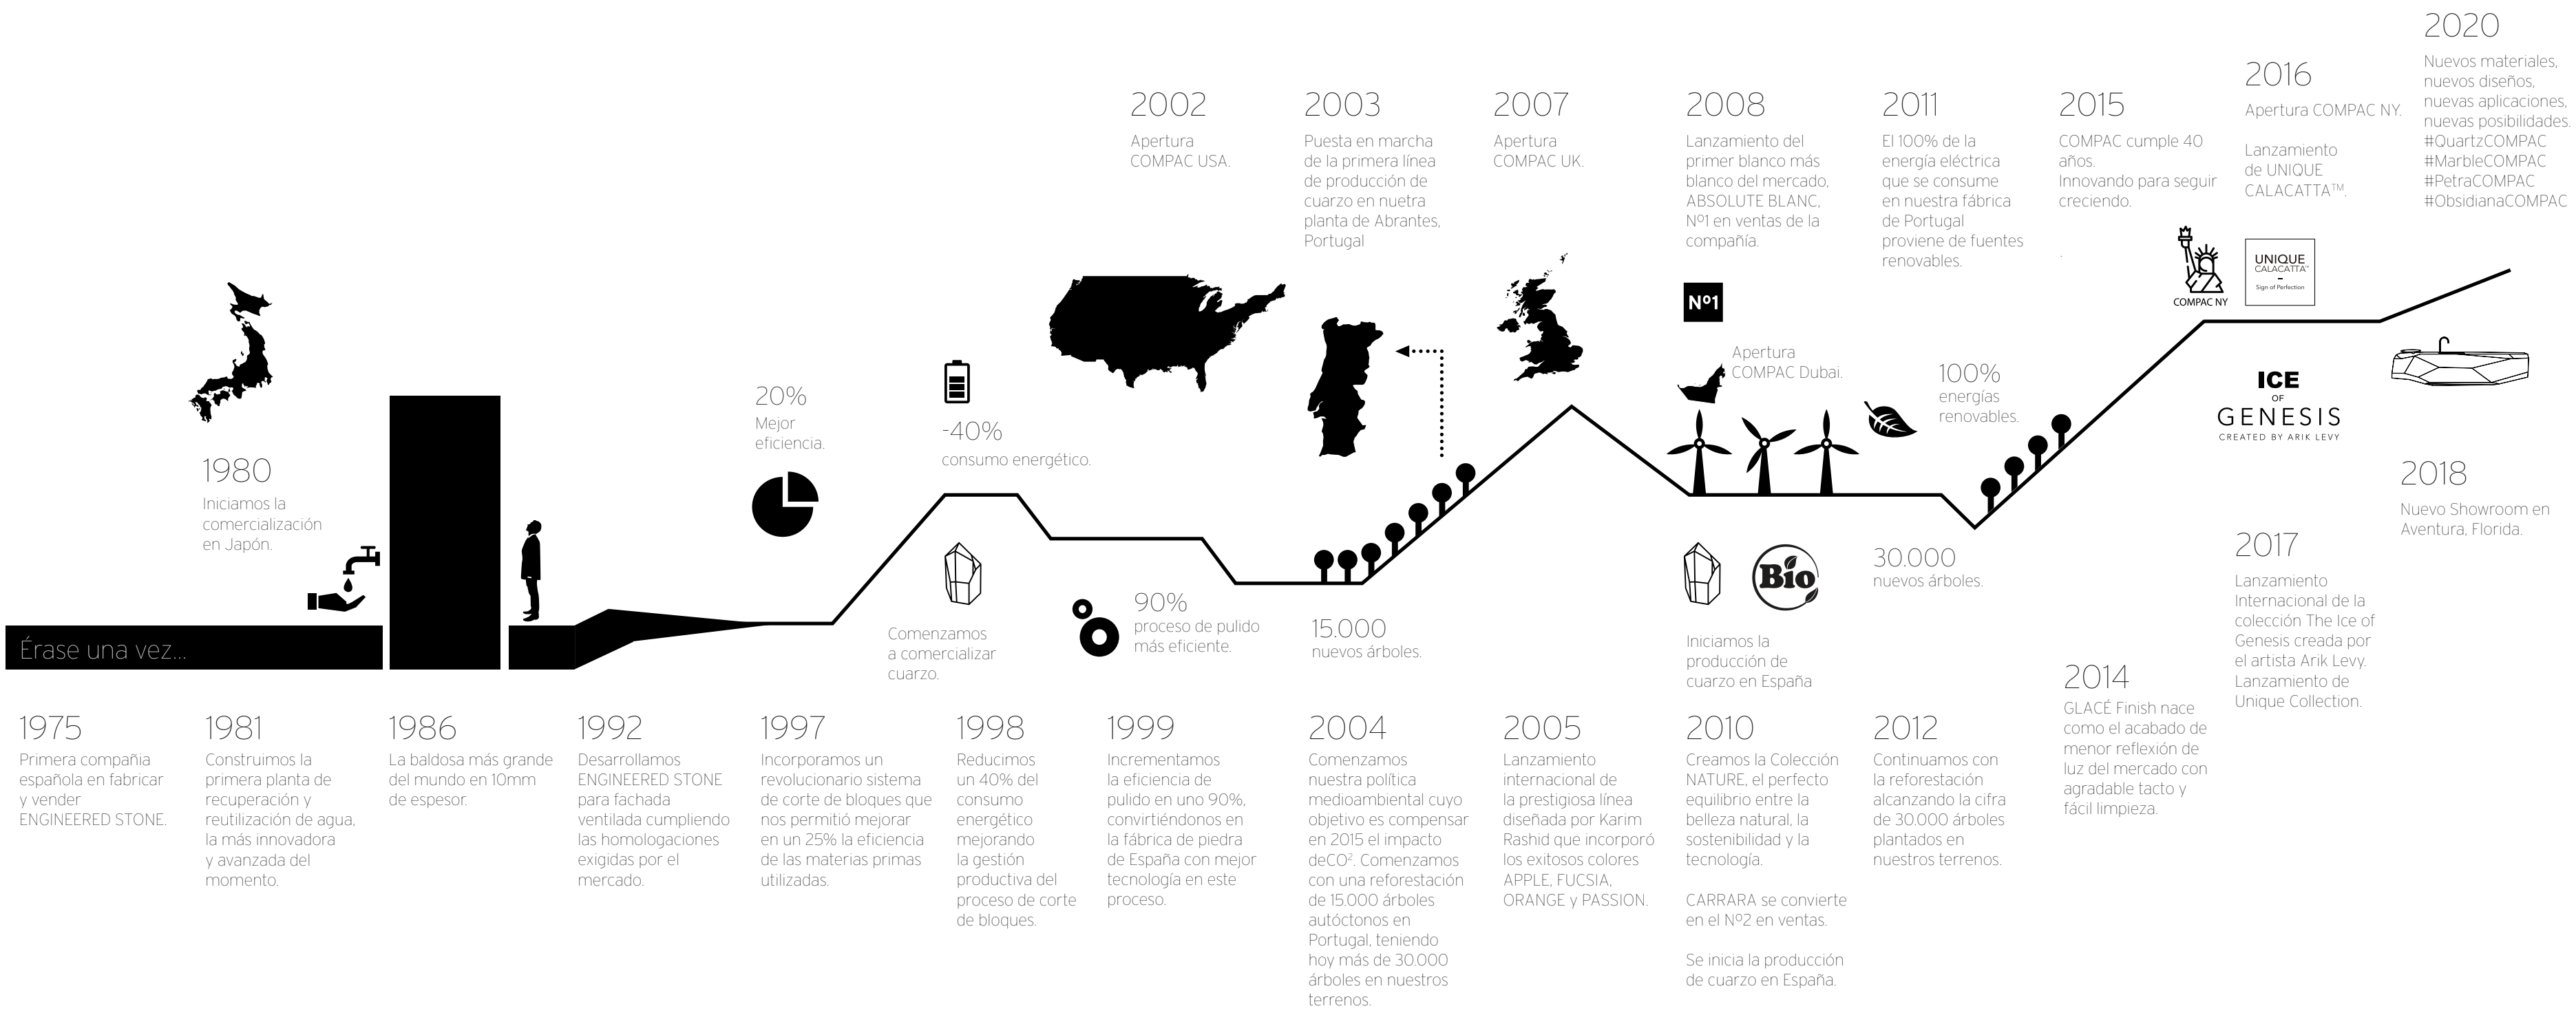 2002
Apertura
COMPAC USA.
2003
Puesta en marcha
de la primera línea
de producción de
cuarzo en nuetra
planta de Abrantes,
Portugal
2007
Apertura
COMPAC UK.
2008
Lanzamiento del
primer blanco más
blanco del mercado,
ABSOLUTE BLANC,
Nº1 en ventas de la
compañía.
Nº1
Apertura
COMPAC Dubai.
2011
El 100% de la
energía eléctrica
que se consume
en nuestra fábrica
de Portugal
proviene de fuentes
renovables.
100%
energías
renovables.
2015
COMPAC cumple 40
años.
Innovando para seguir
creciendo.
2016
Apertura COMPAC NY.
Lanzamiento
de UNIQUE
CALACATTA™.
COMPAC NY
UNIQUE
CALACATTA™
Sign of Perfection
2020
Nuevos materiales,
nuevos diseños,
nuevas aplicaciones,
nuevas posibilidades.
#QuartzCOMPAC
#MarbleCOMPAC
#PetraCOMPAC
#ObsidianaCOMPAC
1980
Iniciamos la
comercialización
en Japón.
20%
Mejor
eficiencia.
-40%
consumo energético.
ICE
OF
GENESIS
CREATED BY ARIK LEVY
2018
Nuevo Showroom en
Aventura, Florida.
Érase una vez...
Comenzamos
a comercializar
cuarzo.
90%
proceso de pulido
más eficiente.
15.000
nuevos árboles.
Bio
Iniciamos la
producción de
cuarzo en España
30.000
nuevos árboles.
2017
Lanzamiento
Internacional de la
colección The Ice of
Genesis creada por
el artista Arik Levy.
Lanzamiento de
Unique Collection.
1975
Primera compañia
española en fabricar
y vender
ENGINEERED STONE.
1981
Construimos la
primera planta de
recuperación y
reutilización de agua,
la más innovadora
y avanzada del
momento.
1986
La baldosa más grande
del mundo en 10mm
de espesor.
1992
Desarrollamos
ENGINEERED STONE
para fachada
ventilada cumpliendo
las homologaciones
exigidas por el
mercado.
1997
Incorporamos un
revolucionario sistema
de corte de bloques que
nos permitió mejorar
en un 25% la eficiencia
de las materias primas
utilizadas.
1998
Reducimos
un 40% del
consumo
energético
mejorando
la gestión
productiva del
proceso de corte
de bloques.
1999
Incrementamos
la eficiencia de
pulido en uno 90%,
convirtiéndonos en
la fábrica de piedra
de España con mejor
tecnología en este
proceso.
2004
Comenzamos
nuestra política
medioambiental cuyo
objetivo es compensar
en 2015 el impacto
deCO². Comenzamos
con una reforestación
de 15.000 árboles
autóctonos en
Portugal, teniendo
hoy más de 30.000
árboles en nuestros
terrenos.
2005
Lanzamiento
internacional de
la prestigiosa línea
diseñada por Karim
Rashid que incorporó
los exitosos colores
APPLE, FUCSIA,
ORANGE y PASSION.
2010
Creamos la Colección
NATURE, el perfecto
equilibrio entre la
belleza natural, la
sostenibilidad y la
tecnología.
CARRARA se convierte
en el Nº2 en ventas.
Se inicia la producción
de cuarzo en España.
2012
Continuamos con
la reforestación
alcanzando la cifra
de 30.000 árboles
plantados en
nuestros terrenos.
2014
GLACÉ Finish nace
como el acabado de
menor reflexión de
luz del mercado con
agradable tacto y
fácil limpieza.